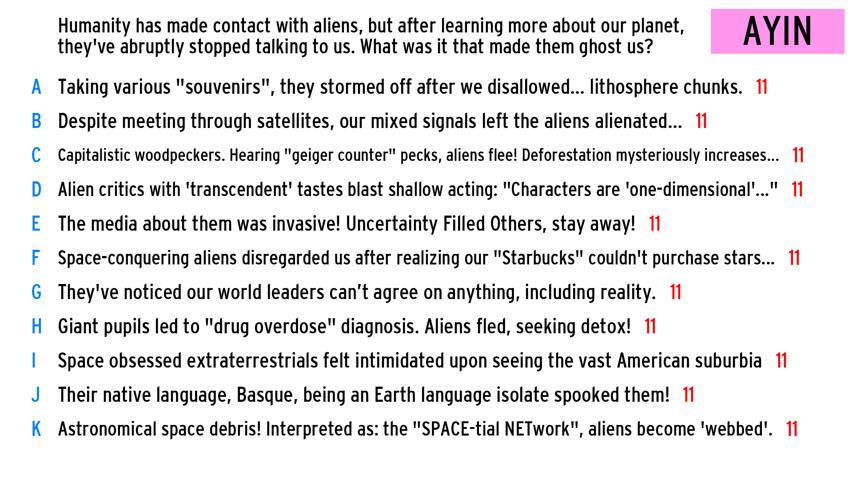 Humanity has made contact with aliens, but after learning more about our planet,
they've abruptly stopped talking to us. What was it that made them ghost us?
AYIN
A Taking various "souvenirs", they stormed off after we disallowed... lithosphere chunks. 11
B Despite meeting through satellites, our mixed signals left the aliens alienated... 11
C Capitalistic woodpeckers. Hearing "geiger counter" pecks, aliens flee! Deforestation mysteriously increases... 11
D Alien critics with 'transcendent' tastes blast shallow acting: "Characters are 'one-dimensional'..." 11
E The media about them was invasive! Uncertainty Filled Others, stay away! 11
F Space-conquering aliens disregarded us after realizing our "Starbucks" couldn't purchase stars... 11
G They've noticed our world leaders can’t agree on anything, including reality. 11
H Giant pupils led to "drug overdose" diagnosis. Aliens fled, seeking detox! 11
I Space obsessed extraterrestrials felt intimidated upon seeing the vast American suburbia 11
J Their native language, Basque, being an Earth language isolate spooked them! 11
K Astronomical space debris! Interpreted as: the "SPACE-tial NETwork", aliens become 'webbed'. 11